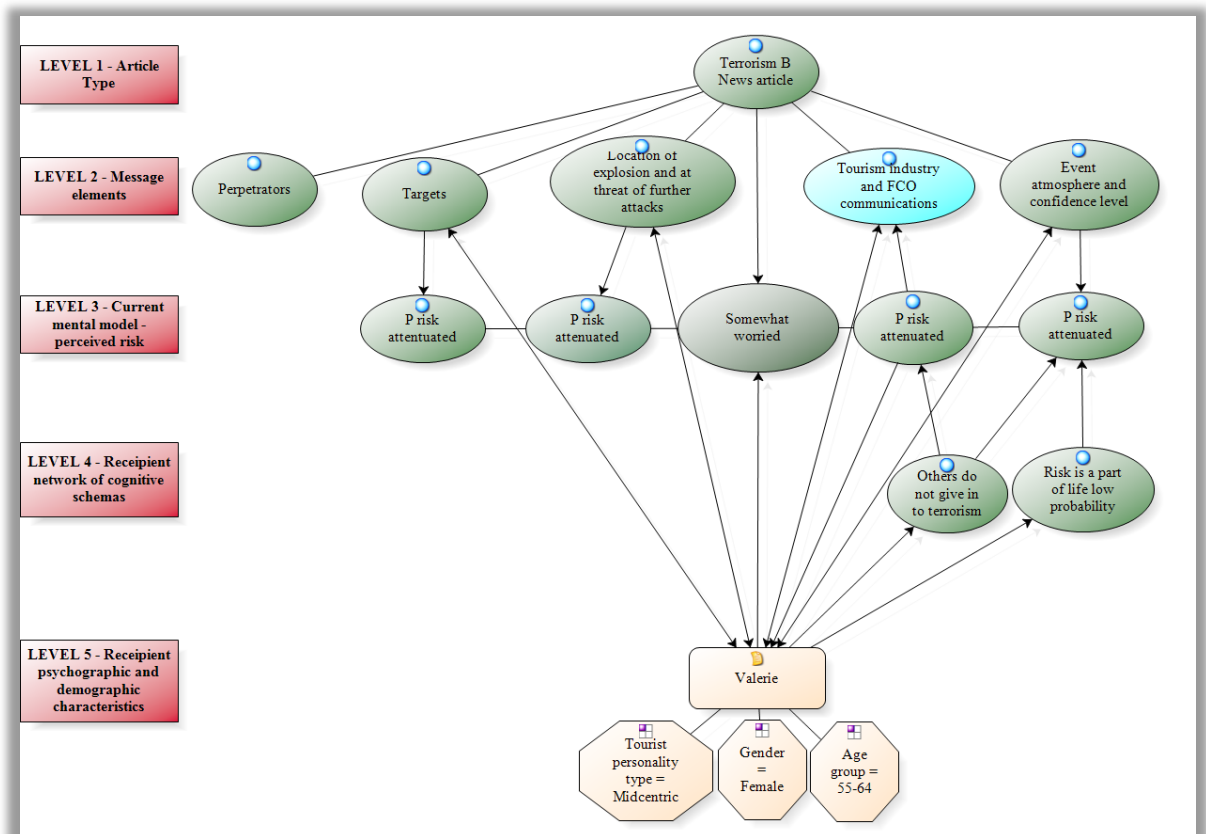 LEVEL 1 - Article
Type
Terrorism B
News article
LEVEL 2 - Message
elements
Perpetrators
Targets
Location of
explosion and at
threat of further
attacks
Tourism industry
and FCO
communications
Event
atmosphere and
confidence level
LEVEL 3 - Current
mental model -
perceived risk
P risk
attentuated
P risk
attenuated
Somewhat
worried
P risk
attenuated
P risk
attenuated
LEVEL 4 - Receipient
network of cognitive
schemas
Others do
not give in
to terrorism
Risk is a part
of life low
probability
LEVEL 5 - Receipient
psychographic and
demographic
characteristics
Valerie
Tourist
personality
type =
Midcentric
Gender
=
Female
Age
group =
55-64